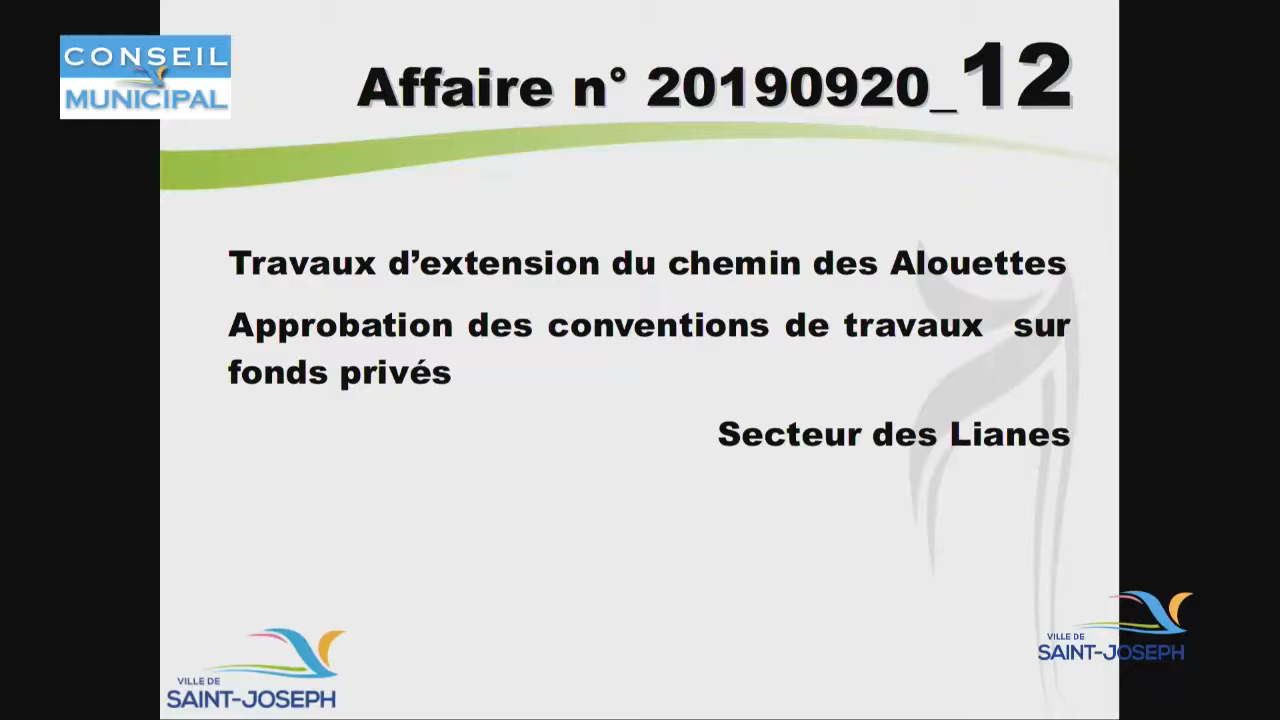 CONSEIL
MUNICIPAL
Affaire n° 20190920_12
Travaux d’extension du chemin des Alouettes
Approbation des conventions de travaux sur
fonds privés
Secteur des Lianes
VILLE DE
SAINT-JOSEPH
VILLE DE
SAINT-JOSEPH